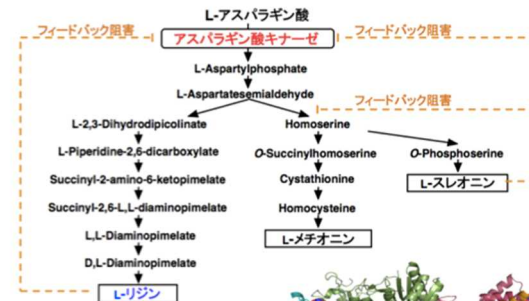 L-アスパラギン酸
フィードバック阻害
アスパラギン酸キナーゼ
フィードバック阻害
L-Aspartylphosphate
L-Aspartatesemialdehyde
フィードバック阻害
L-2,3-Dihydrodipicolinate
Homoserine
L-Piperidine-2,6-dicarboxylate
O-Succinylhomoserine
O-Phosphoserine
Succinyl-2-amino-6-ketopimelate
Cystathionine
L-スレオニン
Succinyl-2,6-L,L-diaminopimelate
Homocysteine
L,L-Diaminopimelate
L-メチオニン
D,L-Diaminopimelate
L-リジン